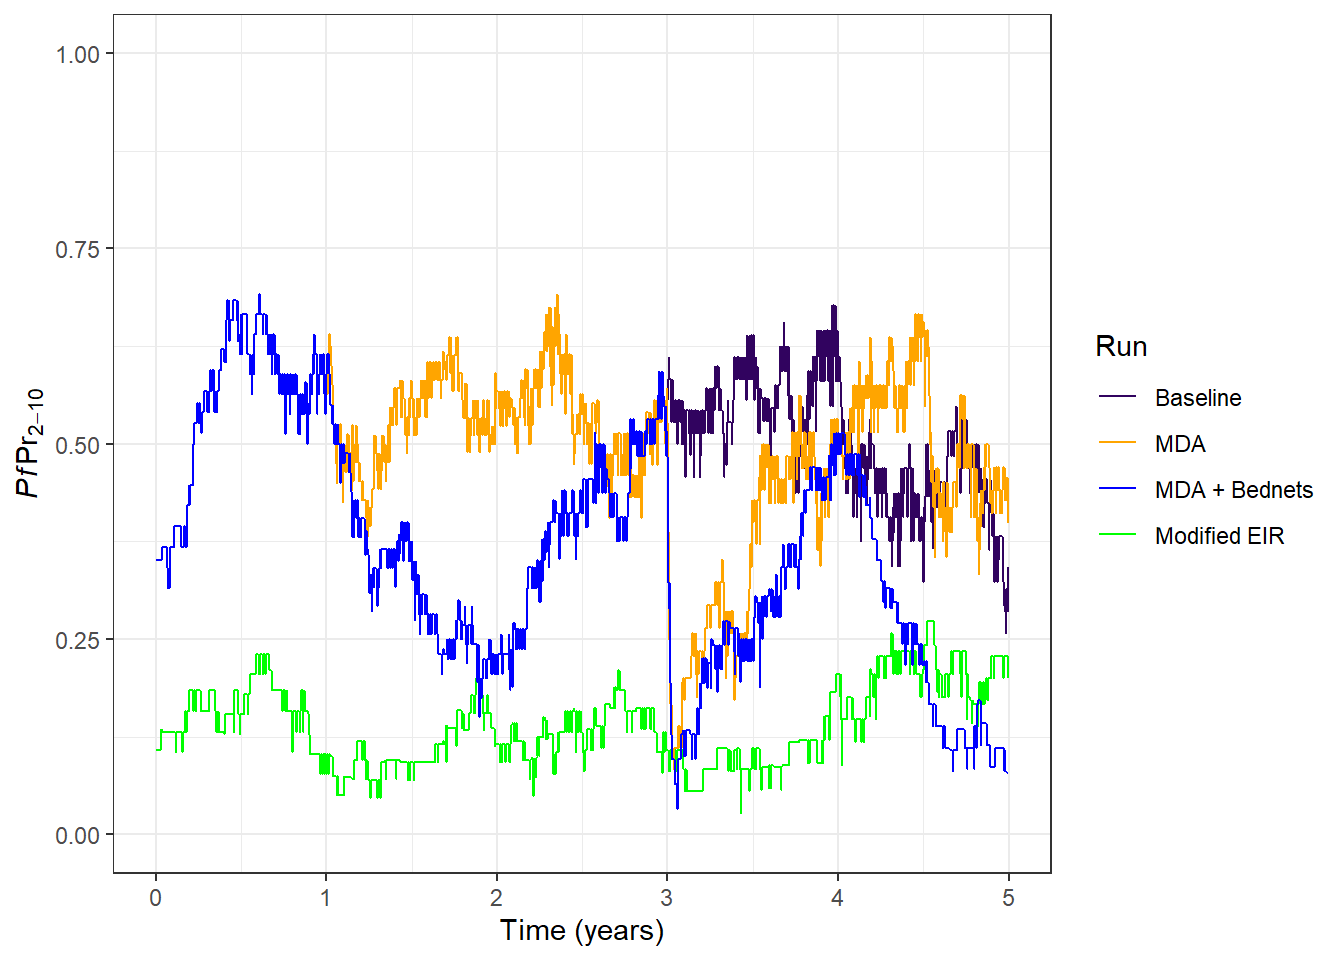 1.00
0.75
0.50
0.25
0.00
PfPr2−10
0 1 2 3 4 5
Time (years)
Run
Baseline
MDA
MDA + Bednets
Modified EIR